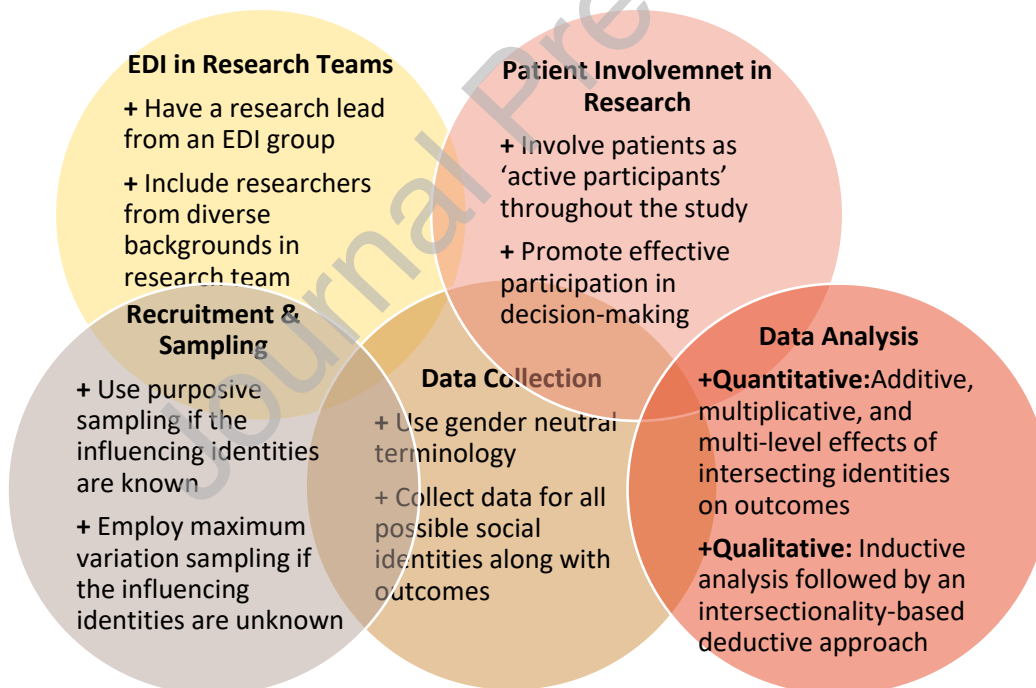 EDI in Research Teams
+ Have a research lead
from an EDI group
+ Include researchers
from diverse
backgrounds in
research team
Patient Involvemnet in
Research
+ Involve patients as
‘active participants’
throughout the study
+ Promote effective
participation in
decision-making
Recruitment &
Sampling
+ Use purposive
sampling if the
influencing identities
are known
+ Employ maximum
variation sampling if
the influencing
identities are unknown
Data Collection
+ Use gender neutral
terminology
+ Collect data for all
possible social
identities along with
outcomes
Data Analysis
+Quantitative:Additive,
multiplicative, and
multi-level effects of
intersecting identities
on outcomes
+Qualitative: Inductive
analysis followed by an
intersectionality-based
deductive approach
Journal Pre